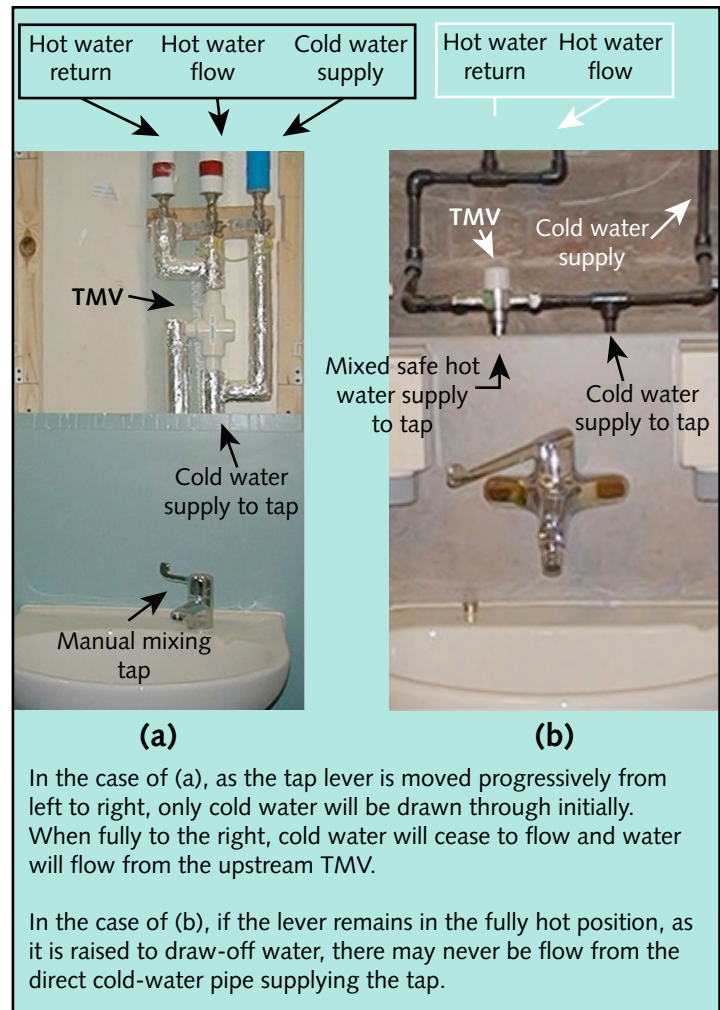 Hot water
return
Hot water
flow
Cold water
supply
Hot water
return
Hot water
flow
TMV
Cold water
supply to tap
Manual mixing
tap
TMV
Cold water
supply
Mixed safe hot
water supply
to tap
Cold water
supply to tap
(a)
(b)
In the case of (a), as the tap lever is moved progressively from
left to right, only cold water will be drawn through initially.
When fully to the right, cold water will cease to flow and water
will flow from the upstream TMV.
In the case of (b), if the lever remains in the fully hot position, as
it is raised to draw-off water, there may never be flow from the
direct cold-water pipe supplying the tap.